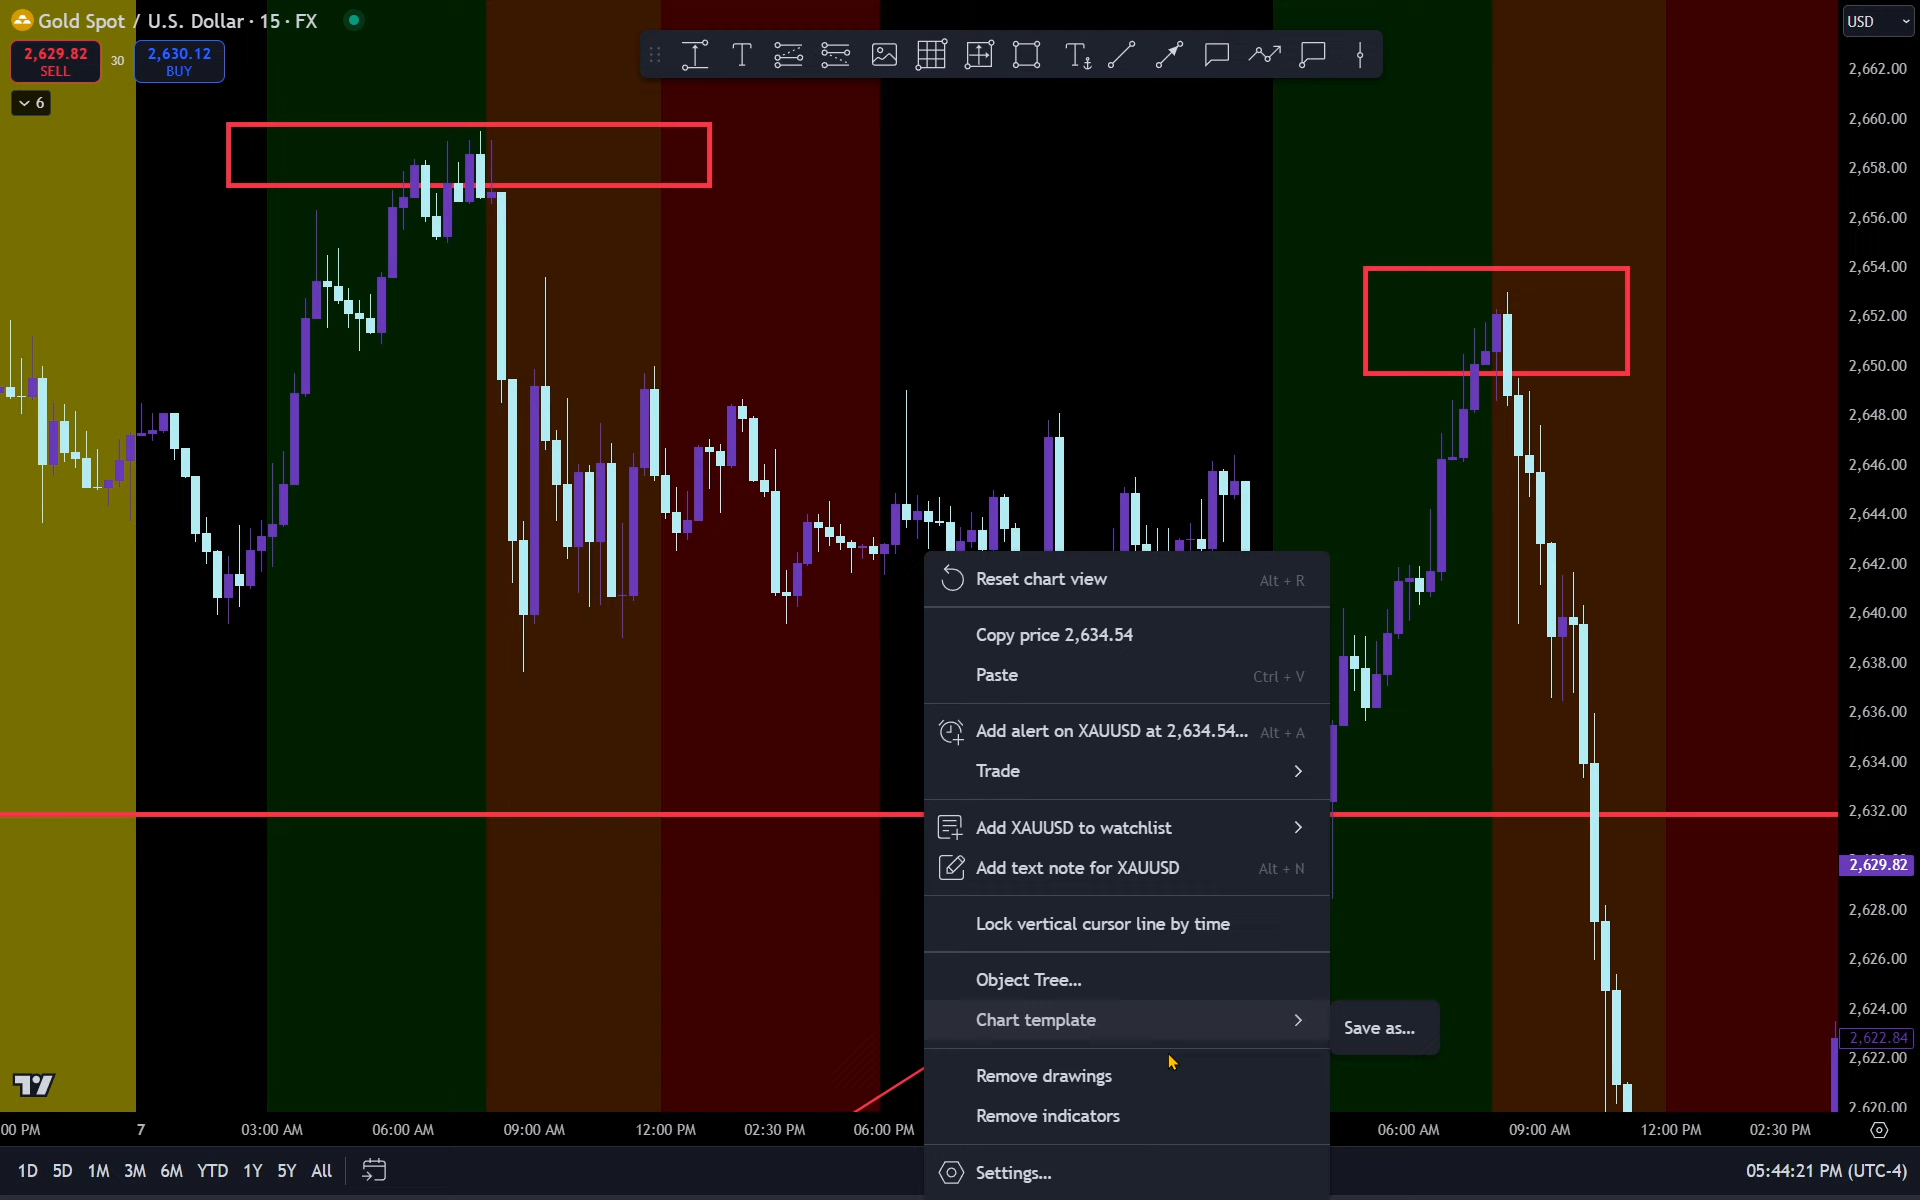 Gold Spot / U.S. Dollar · 15 · FX
2,629.82
SELL
30
2,630.12
BUY
6
USD
2,662.00
2,660.00
2,658.00
2,656.00
2,654.00
2,652.00
2,650.00
2,648.00
2,646.00
2,644.00
2,642.00
2,640.00
2,638.00
2,636.00
2,634.00
2,632.00
2,629.82
2,628.00
2,626.00
2,624.00
2,622.84
2,622.00
2,620.00
Reset chart view Alt + R
Copy price 2,634.54
Paste Ctrl + V
Add alert on XAUUSD at 2,634.54... Alt + A
Trade
Add XAUUSD to watchlist
Add text note for XAUUSD Alt + N
Lock vertical cursor line by time
Object Tree...
Chart template
Save as...
Remove drawings
Remove indicators
Settings...
00 PM 7 03:00 AM 06:00 AM 09:00 AM 12:00 PM 02:30 PM 06:00 PM 06:00 AM 09:00 AM 12:00 PM 02:30 PM
1D 5D 1M 3M 6M YTD 1Y 5Y All
05:44:21 PM (UTC-4)